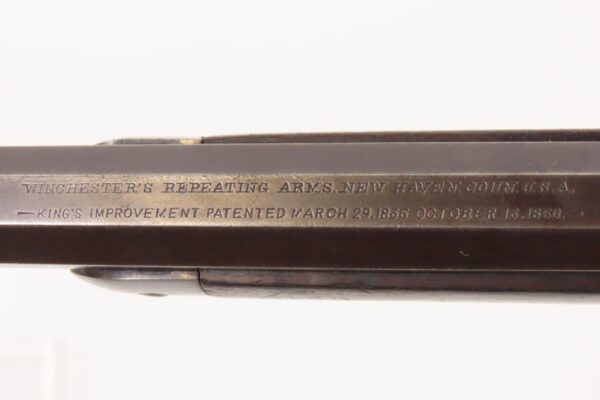 WINCHESTER'S REPEATING ARMS. NEW HAVEN. CONN. U.S.A.
—KING'S IMPROVEMENT PATENTED MARCH 29. 1866 OCTOBER 16. 1860.—